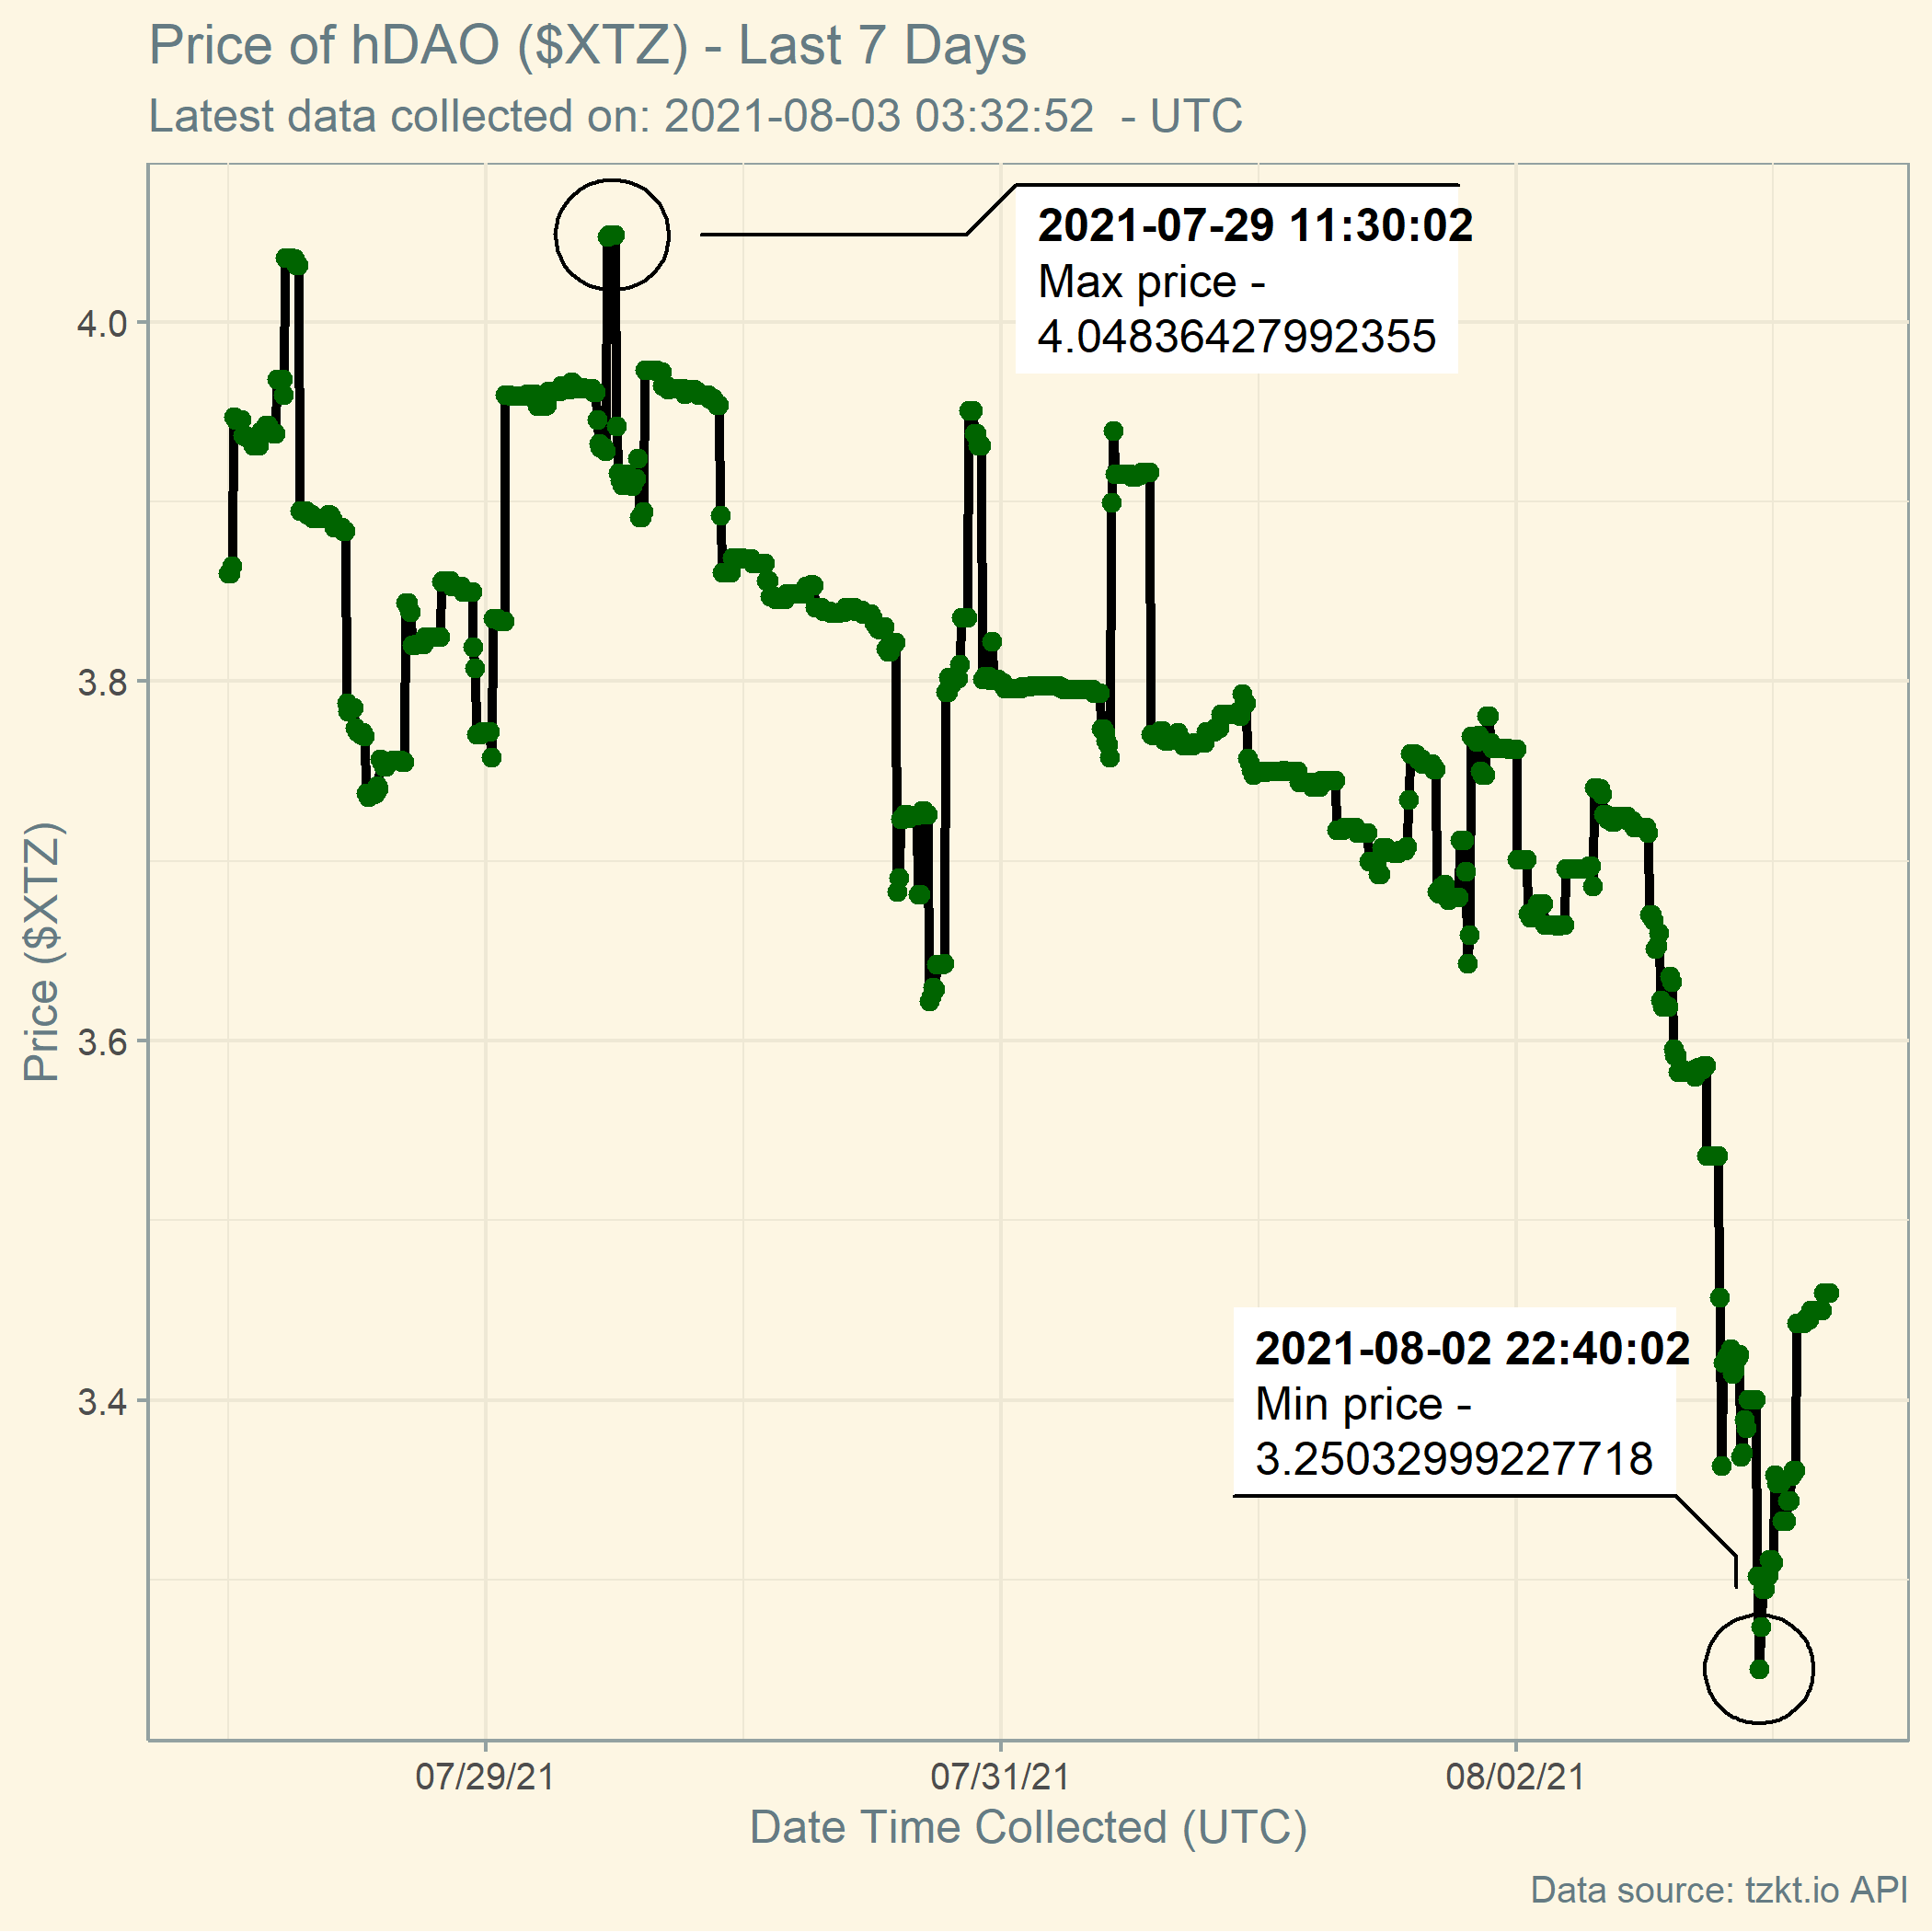 Price of hDAO ($XTZ) - Last 7 Days
Latest data collected on: 2021-08-03 03:32:52  - UTC
2021-07-29 11:30:02
Max price -
4.04836427992355
4.0
3.8
3.6
3.4
Price ($XTZ)
2021-08-02 22:40:02
Min price -
3.25032999227718
07/29/21
07/31/21
08/02/21
Date Time Collected (UTC)
Data source: tzkt.io API